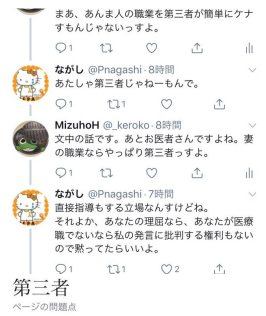 まあ、あんま人の職業を第三者が簡単にケナ
すもんじゃないっすよ。
1
ながし @Pnagashi・8時間
あたしゃ第三者じゃねーもんで。
1 1
MizuhoH @_keroko・8時間
文中の話です。あとお医者さんですよね。妻
の職業ならやっぱり第三者っすよ。
1
ながし @Pnagashi・7時間
直接指導もする立場なんすけどね。
それよか、あなたの理屈なら、あなたが医療
職でないなら私の発言に批判する権利もない
ので黙ってたらいいよ。
1 1 2
第三者
ページの問題点